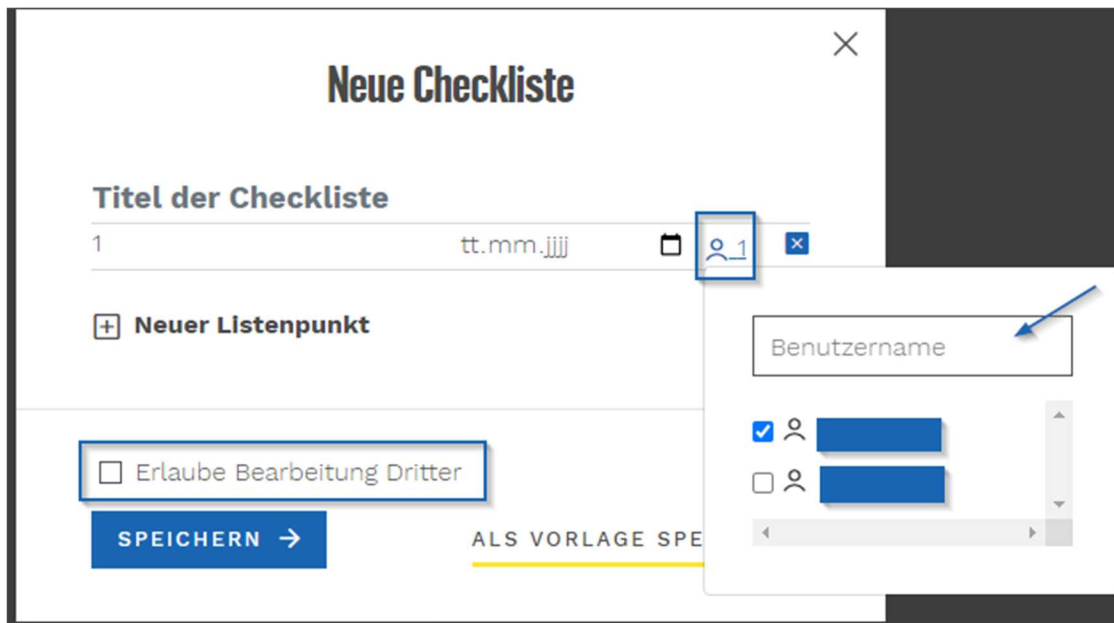 Neue Checkliste
Titel der Checkliste
1 tt.mm.jjjj 1
Neuer Listenpunkt
Benutzername
Erlaube Bearbeitung Dritter
SPEICHERN →
ALS VORLAGE SPE